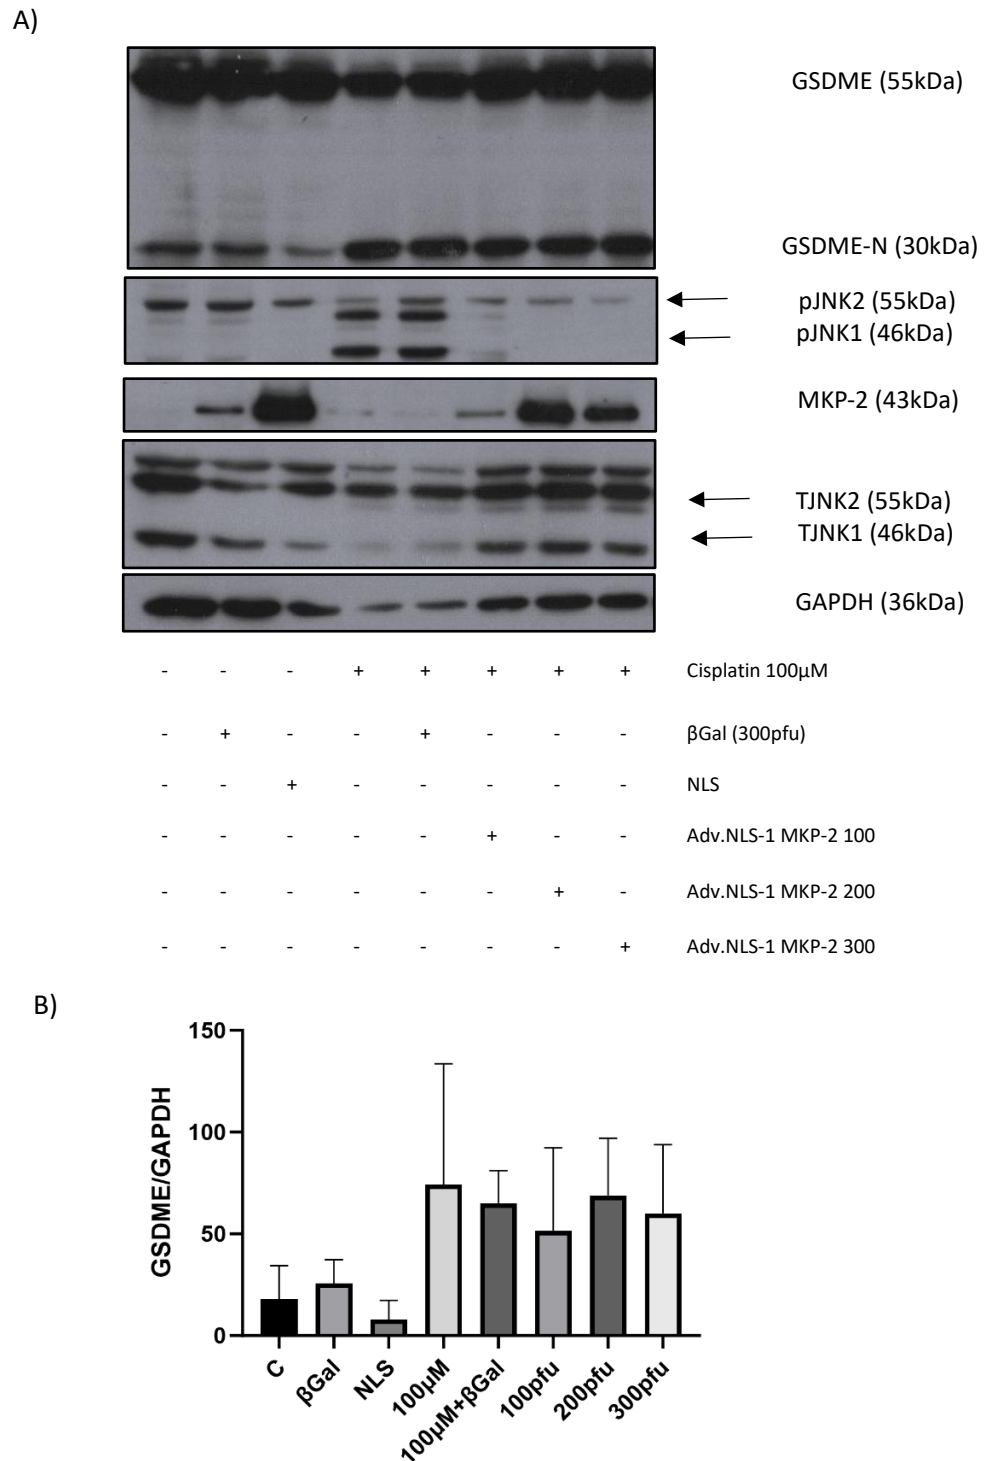 A)
GSDME (55kDa)
GSDME-N (30kDa)
pJNK2 (55kDa)
pJNK1 (46kDa)
MKP-2 (43kDa)
TJNK2 (55kDa)
TJNK1 (46kDa)
GAPDH (36kDa)
- - - + + + + + Cisplatin 100µM
- + - - + - - - βGal (300pfu)
- - + - - - - - NLS
- - - - - + - - Adv.NLS-1 MKP-2 100
- - - - - - + - Adv.NLS-1 MKP-2 200
- - - - - - - + Adv.NLS-1 MKP-2 300
B)
GSDME/GAPDH
150
100
50
0
C
βGal
NLS
100µM
100µM+βGal
100pfu
200pfu
300pfu